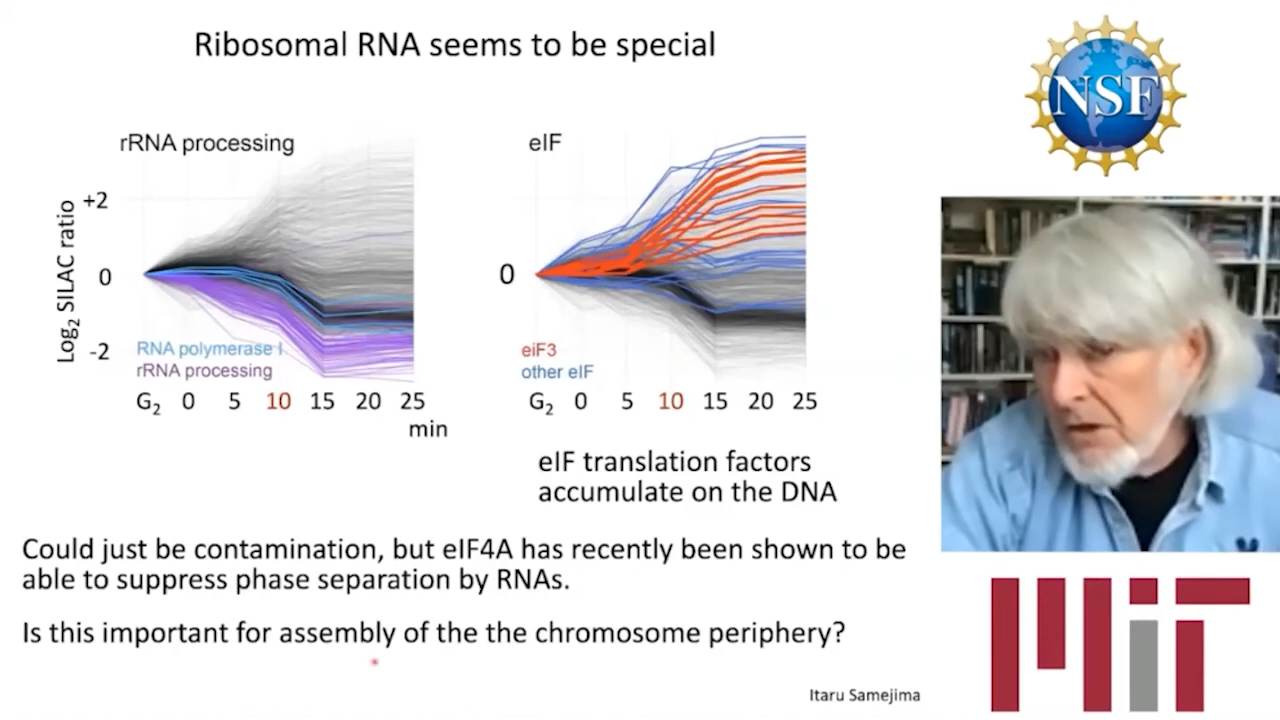 Ribosomal RNA seems to be special
NSF
rRNA processing
Log2 SILAC ratio
+2
0
-2
RNA polymerase I
rRNA processing
G2 0 5 10 15 20 25
min
eIF
0
eiF3
other eIF
G2 0 5 10 15 20 25
eIF translation factors
accumulate on the DNA
Could just be contamination, but eIF4A has recently been shown to be
able to suppress phase separation by RNAs.
Is this important for assembly of the the chromosome periphery?
Itaru Samejima
MIT